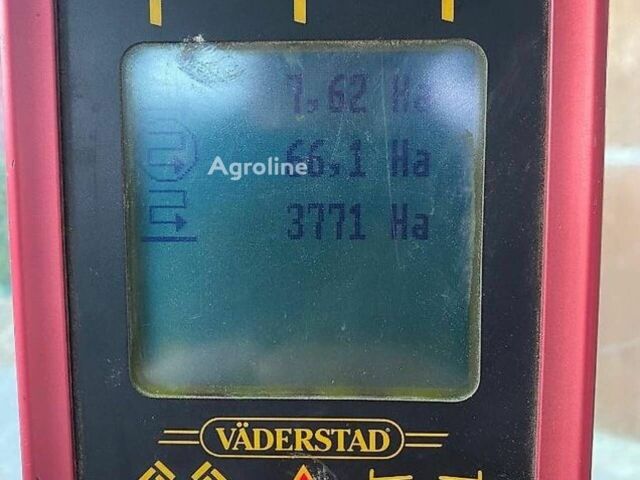 7,62 Ha
Agroline
66,1 Ha
3771 Ha
VÄDERSTAD